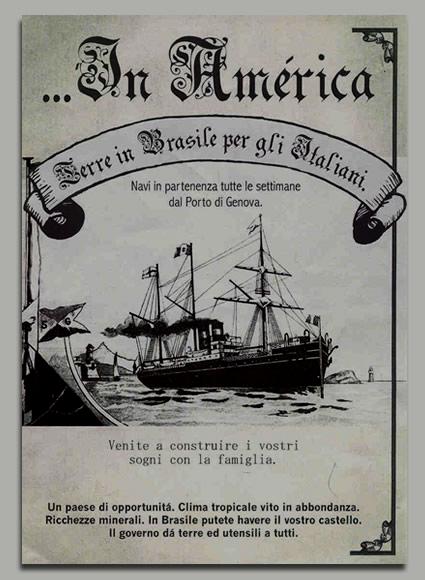 ...In América
Terre in Brasile per gli Italiani.
Navi in partenenza tutte le settimane
dal Porto di Genova.
Venite a construire i vostri
sogni con la famiglia.
Un paese di opportunitá. Clima tropicale vito in abbondanza.
Ricchezze minerali. In Brasile putete havere il vostro castello.
Il governo dá terre ed utensili a tutti.